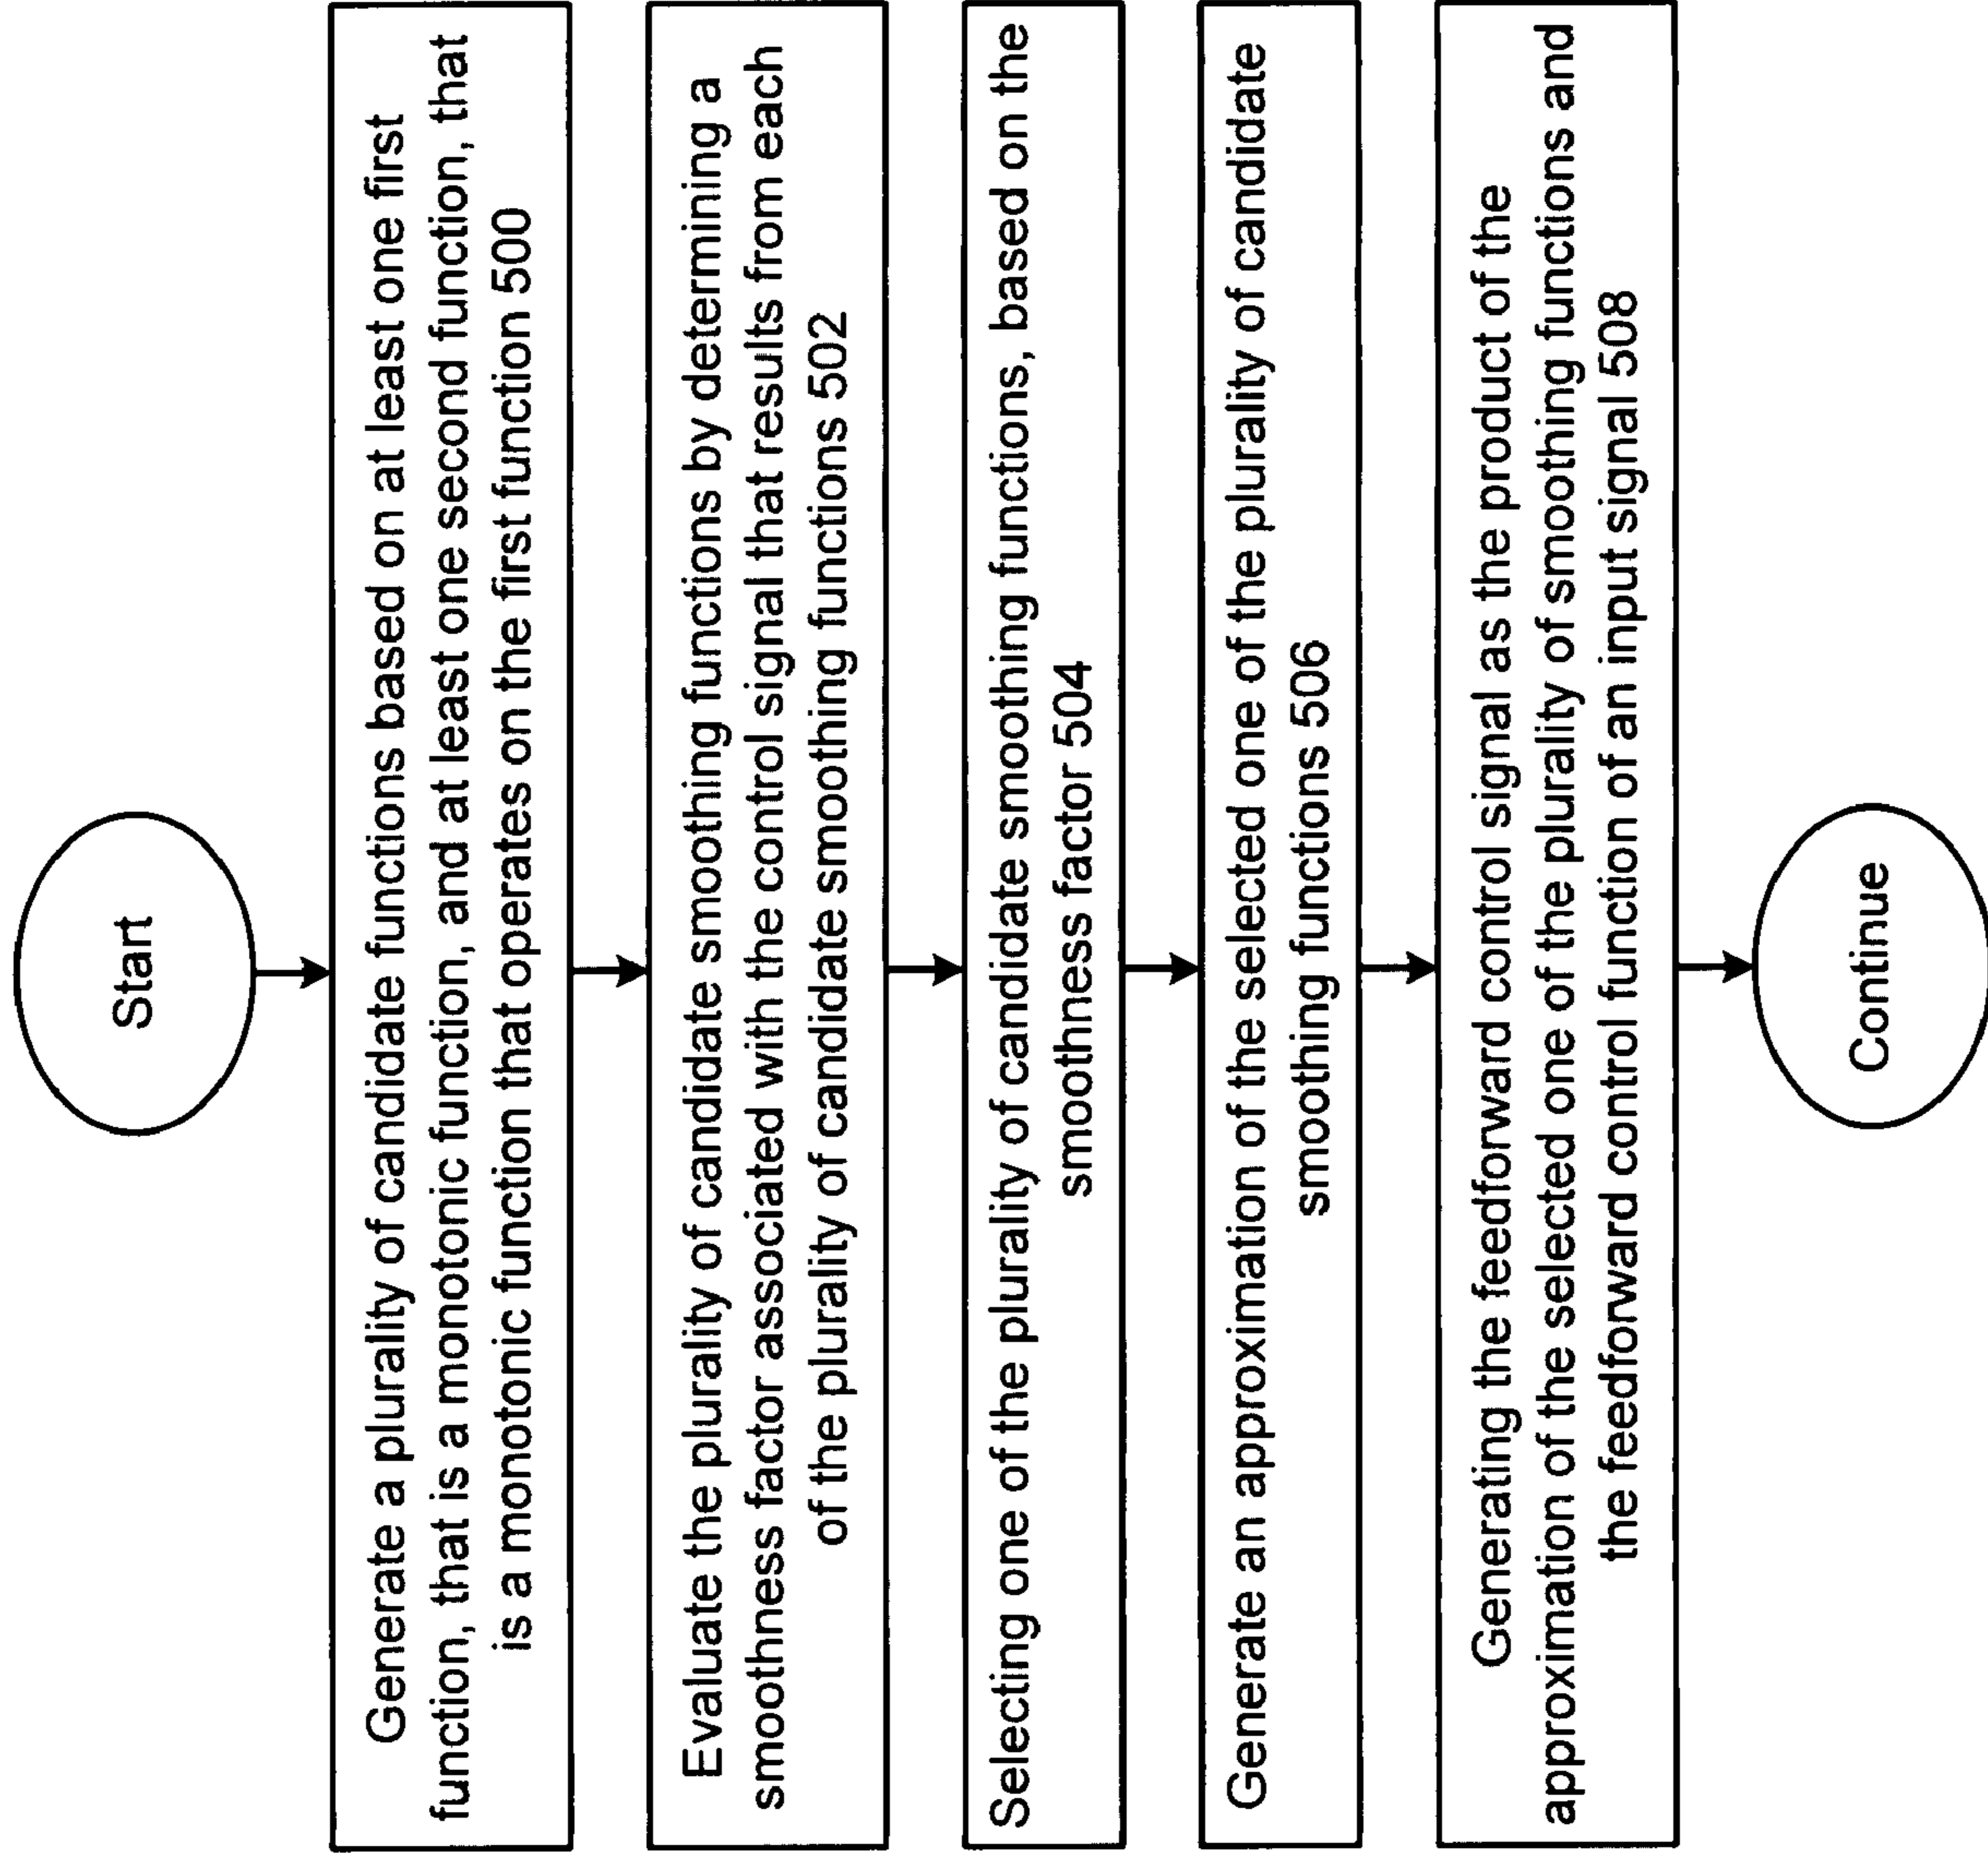 Start
Generate a plurality of candidate functions based on at least one first
function, that is a monotonic function, and at least one second function, that
is a monotonic function that operates on the first function 500
Evaluate the plurality of candidate smoothing functions by determining a
smoothness factor associated with the control signal that results from each
of the plurality of candidate smoothing functions 502
Selecting one of the plurality of candidate smoothing functions, based on the
smoothness factor 504
Generate an approximation of the selected one of the plurality of candidate
smoothing functions 506
Generating the feedforward control signal as the product of the
approximation of the selected one of the plurality of smoothing functions and
the feedforward control function of an input signal 508
Continue